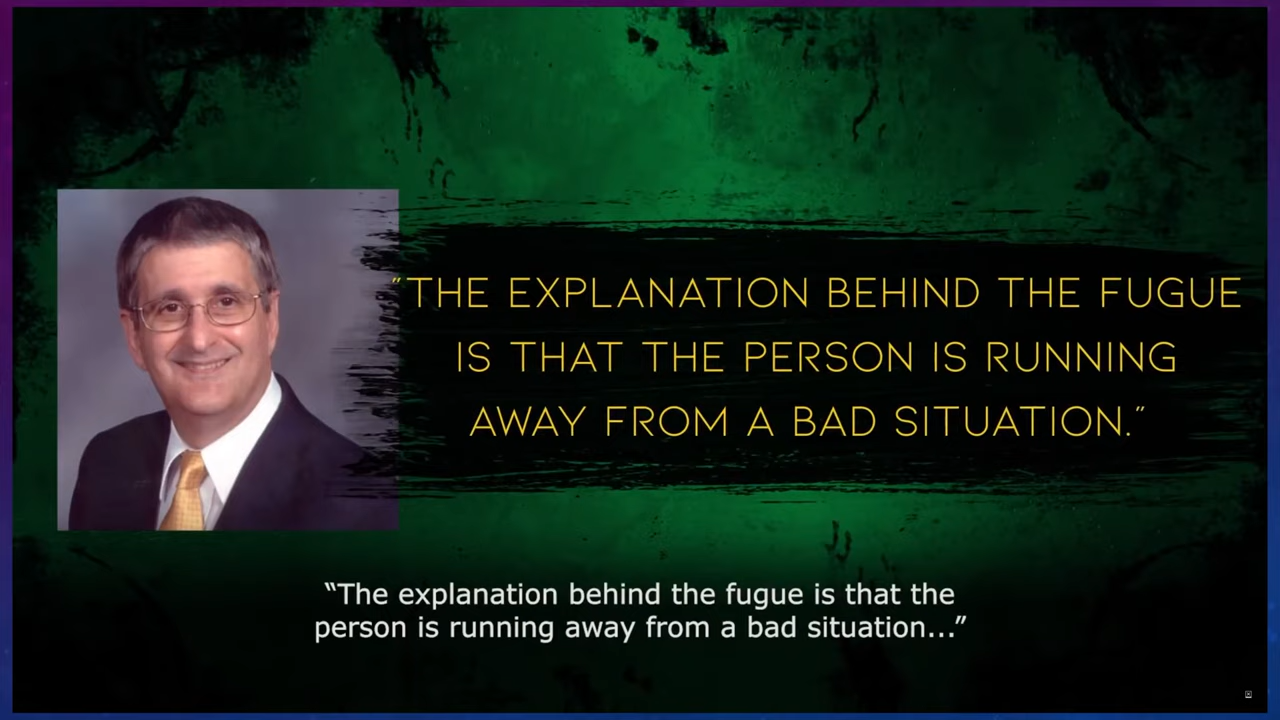 "THE EXPLANATION BEHIND THE FUGUE
IS THAT THE PERSON IS RUNNING
AWAY FROM A BAD SITUATION."
“The explanation behind the fugue is that the
person is running away from a bad situation...”